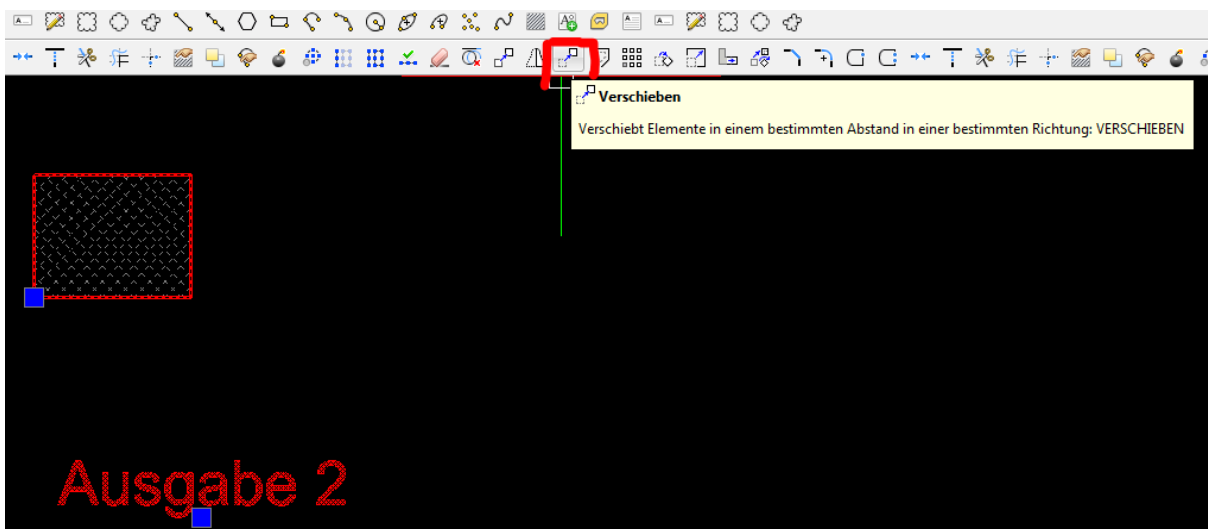 Verschieben
Verschiebt Elemente in einem bestimmten Abstand in einer bestimmten Richtung: VERSCHIEBEN
Ausgabe 2